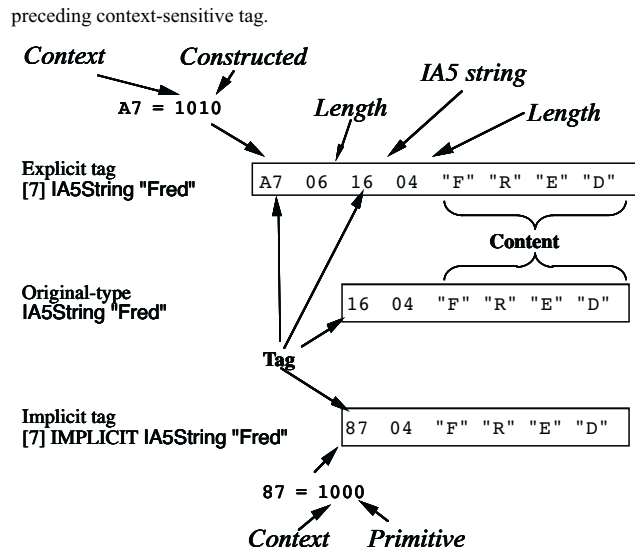 preceding context-sensitive tag.
Context Constructed
A7 = 1010
IA5 string
Length
Length
Explicit tag
[7] IA5String "Fred"
A7 06 16 04 "F" "R" "E" "D"
Content
Original-type
IA5String "Fred"
16 04 "F" "R" "E" "D"
Tag
Implicit tag
[7] IMPLICIT IA5String "Fred"
87 04 "F" "R" "E" "D"
87 = 1000
Context Primitive